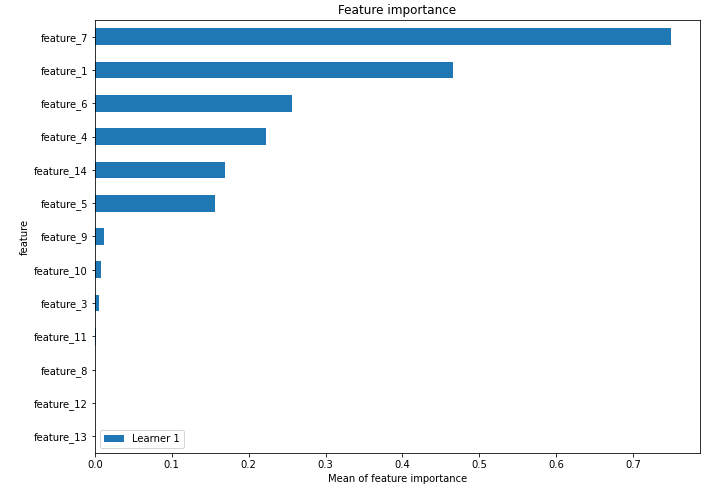 Feature importance
feature_7
feature_1
feature_6
feature_4
feature_14
feature_5
feature_9
feature_10
feature_3
feature_11
feature_8
feature_12
feature_13
feature
Learner 1
0.0 0.1 0.2 0.3 0.4 0.5 0.6 0.7
Mean of feature importance